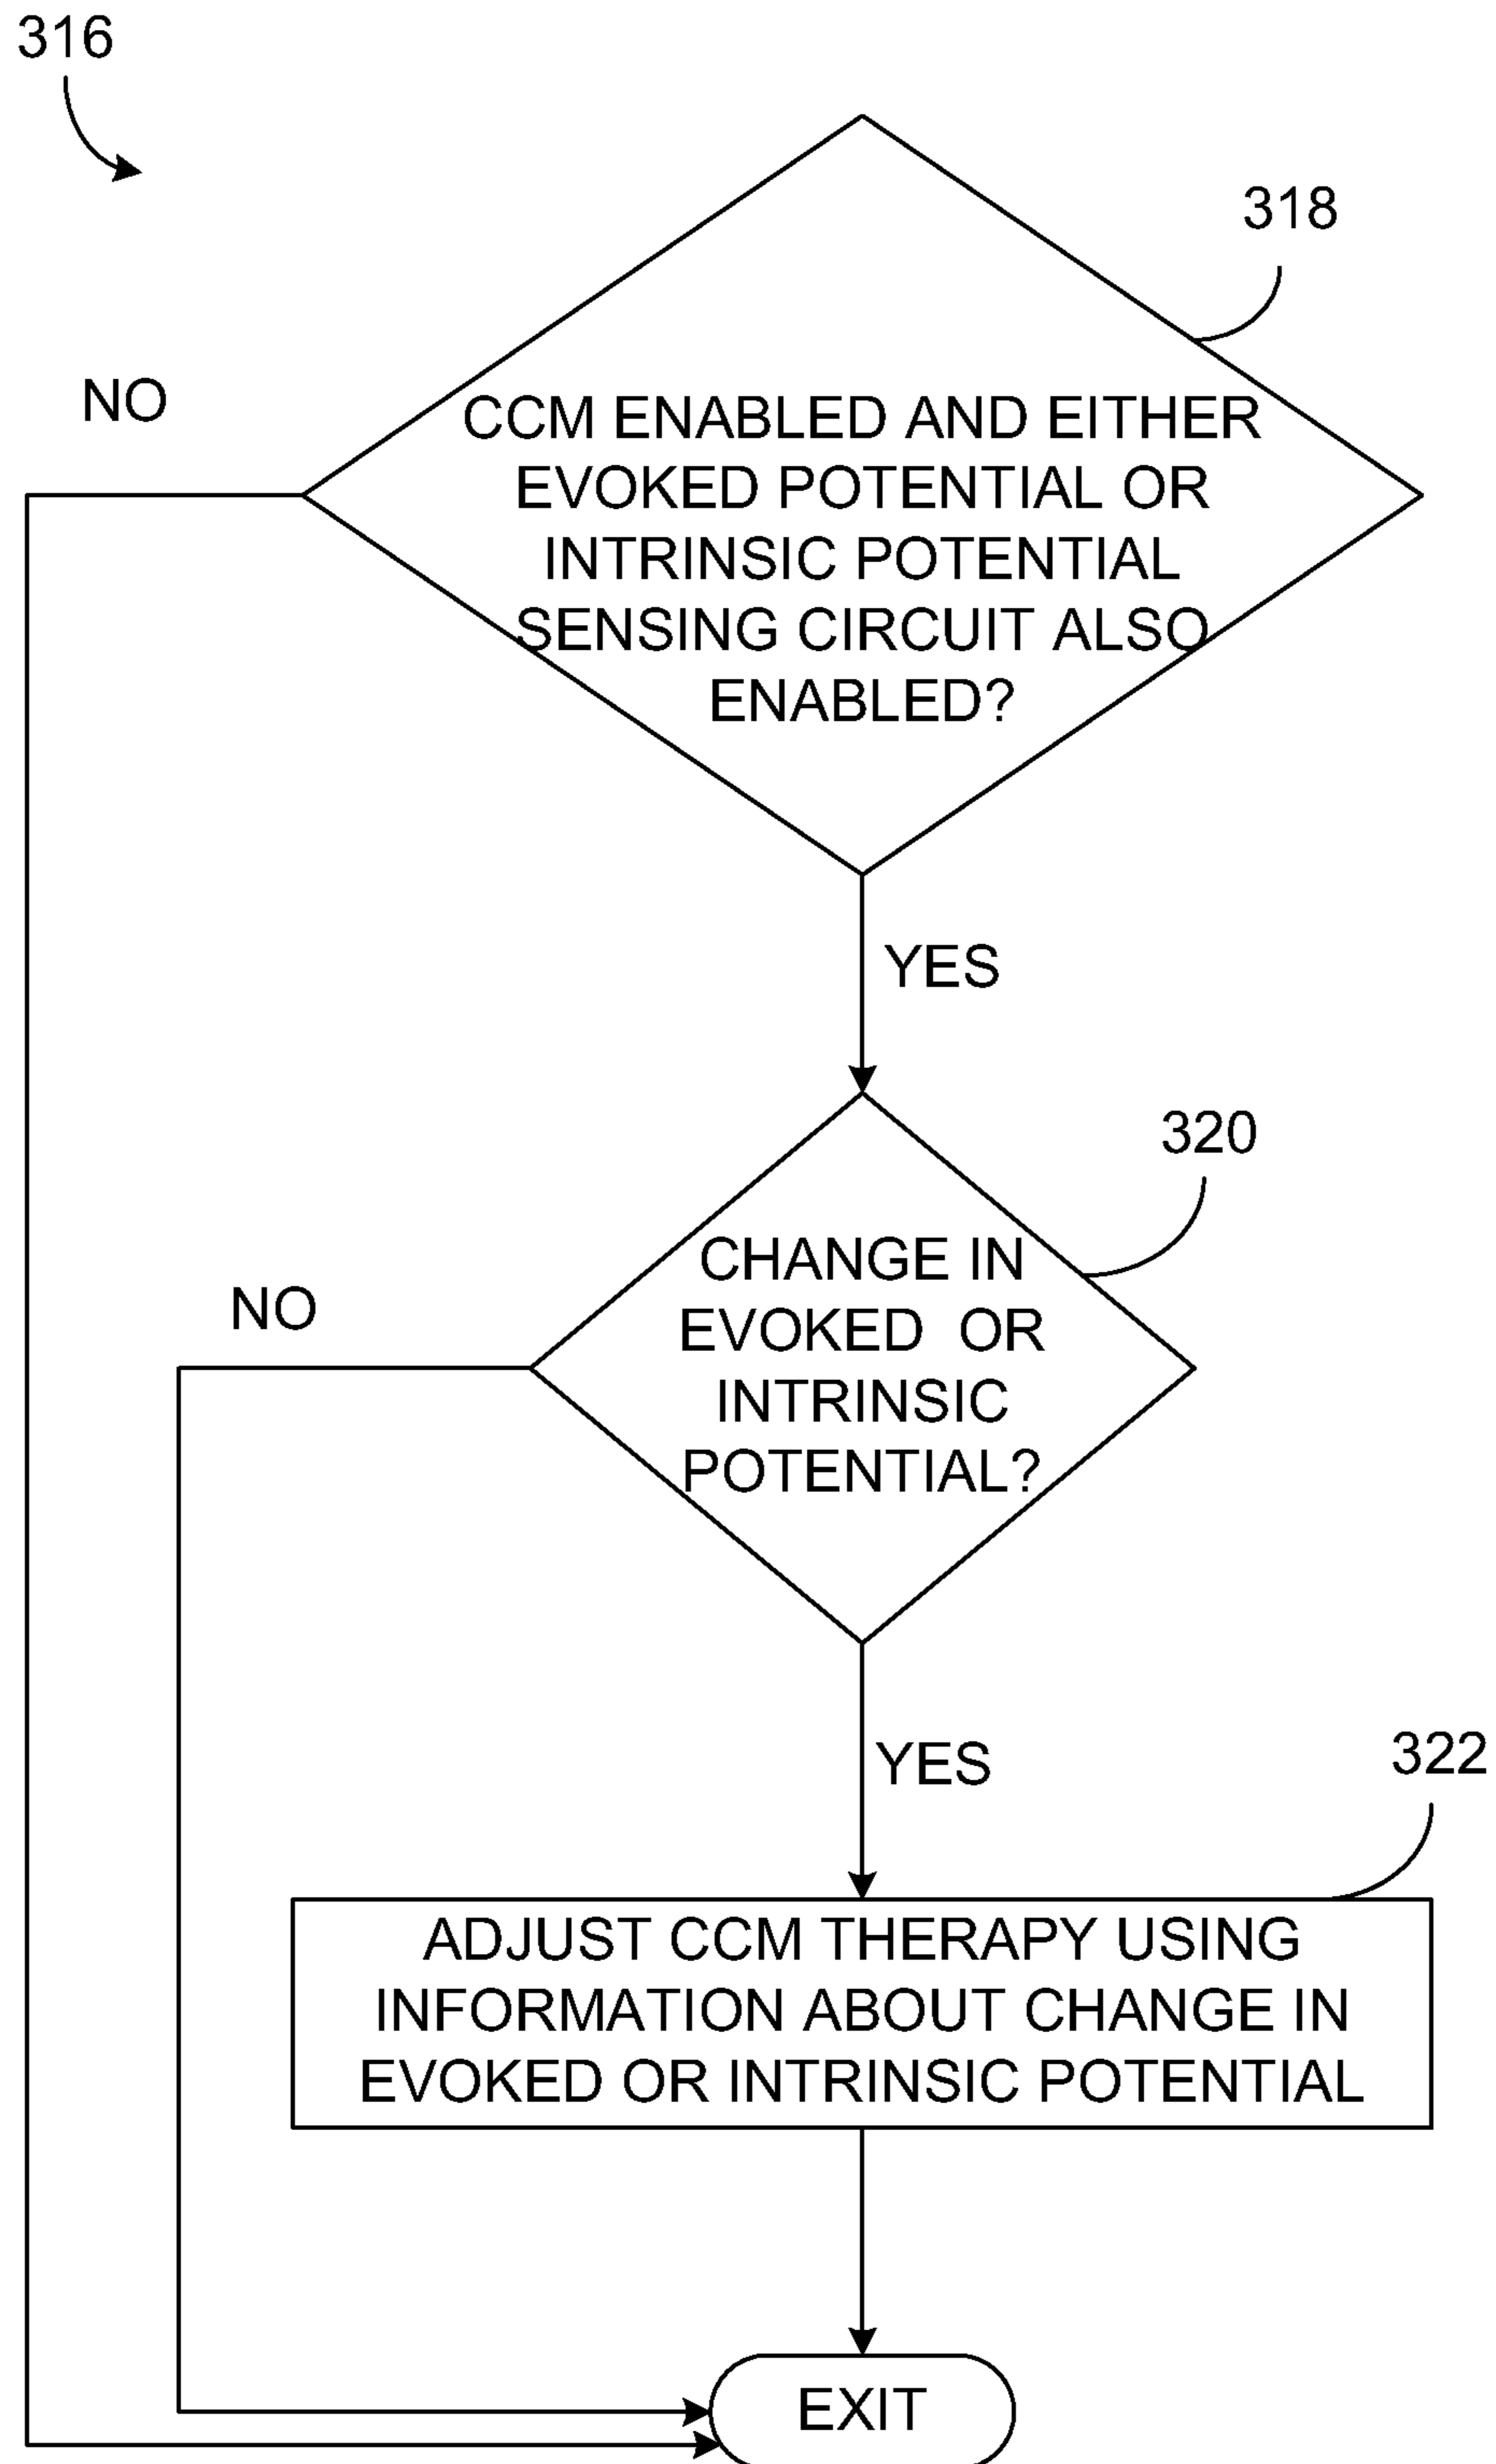 316
318
NO
CCM ENABLED AND EITHER
EVOKED POTENTIAL OR
INTRINSIC POTENTIAL
SENSING CIRCUIT ALSO
ENABLED?
YES
320
CHANGE IN
EVOKED OR
INTRINSIC
POTENTIAL?
NO
YES
322
ADJUST CCM THERAPY USING
INFORMATION ABOUT CHANGE IN
EVOKED OR INTRINSIC POTENTIAL
EXIT